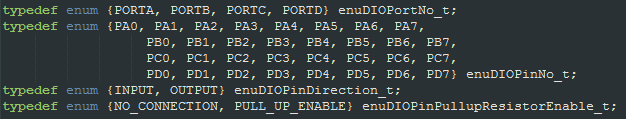 typedef enum {PORTA, PORTB, PORTC, PORTD} enuDIOPortNo_t;
typedef enum {PA0, PA1, PA2, PA3, PA4, PA5, PA6, PA7,
PB0, PB1, PB2, PB3, PB4, PB5, PB6, PB7,
PC0, PC1, PC2, PC3, PC4, PC5, PC6, PC7,
PD0, PD1, PD2, PD3, PD4, PD5, PD6, PD7} enuDIOPinNo_t;
typedef enum {INPUT, OUTPUT} enuDIOPinDirection_t;
typedef enum {NO_CONNECTION, PULL_UP_ENABLE} enuDIOPinPullupResistorEnable_t;